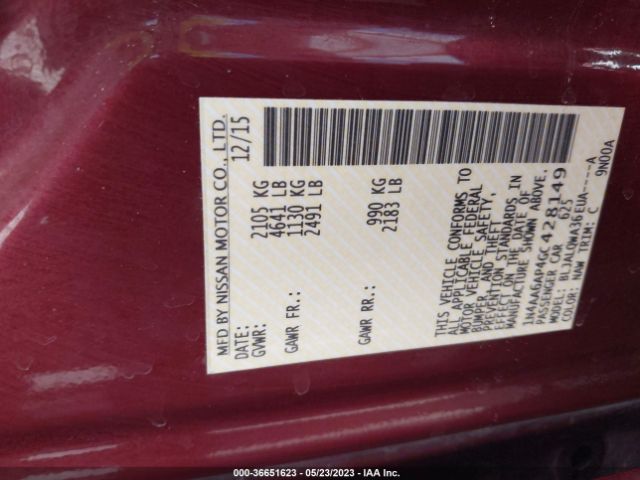 MFD BY NISSAN MOTOR CO., LTD.
DATE: 12/15
GVWR: 2105 KG
4641 LB
GAWR FR.: 1130 KG
2491 LB
GAWR RR.: 990 KG
2183 LB
THIS VEHICLE CONFORMS TO
ALL APPLICABLE FEDERAL
MOTOR VEHICLE SAFETY,
BUMPER, AND THEFT
PREVENTION STANDARDS IN
EFFECT ON THE DATE OF
MANUFACTURE SHOWN ABOVE.
1N4AA6AP4GC428149
PASSENGER CAR 625
MODEL: BLJALQWA36EUA----A
COLOR: NAW TRIM: C 9N00A
000-36651623 - 05/23/2023 - IAA Inc.